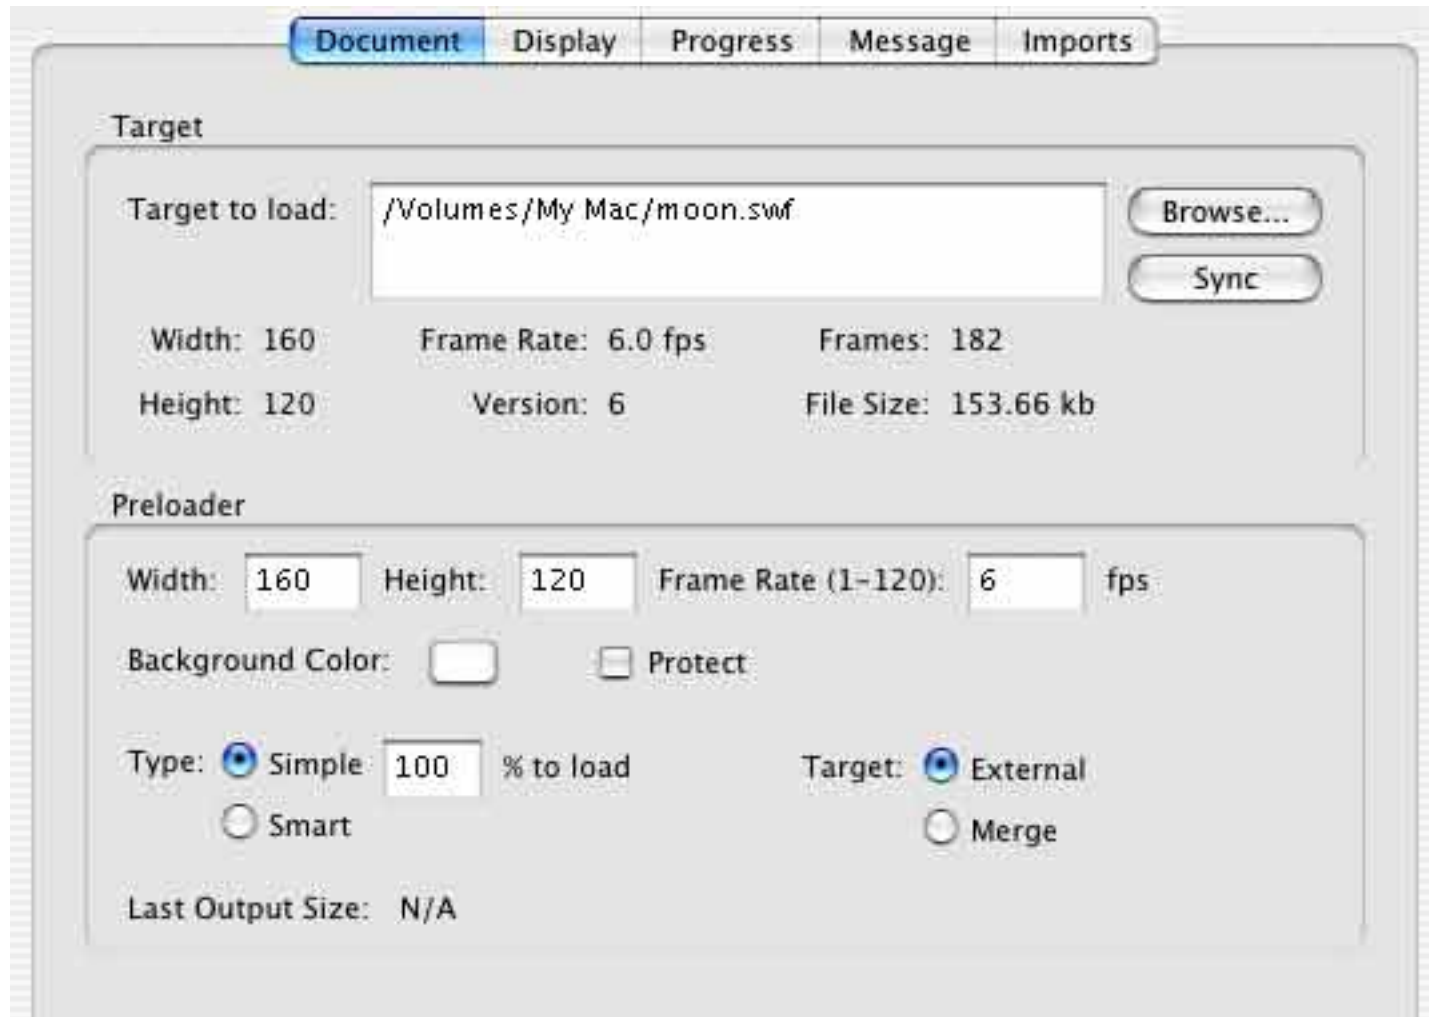 Document Display Progress Message Imports
Target
Target to load: /Volumes/My Mac/moon.swf Browse...
Sync
Width: 160 Frame Rate: 6.0 fps Frames: 182
Height: 120 Version: 6 File Size: 153.66 kb
Preloader
Width: 160 Height: 120 Frame Rate (1-120): 6 fps
Background Color: Protect
Type: Simple 100 % to load Target: External
Smart Merge
Last Output Size: N/A